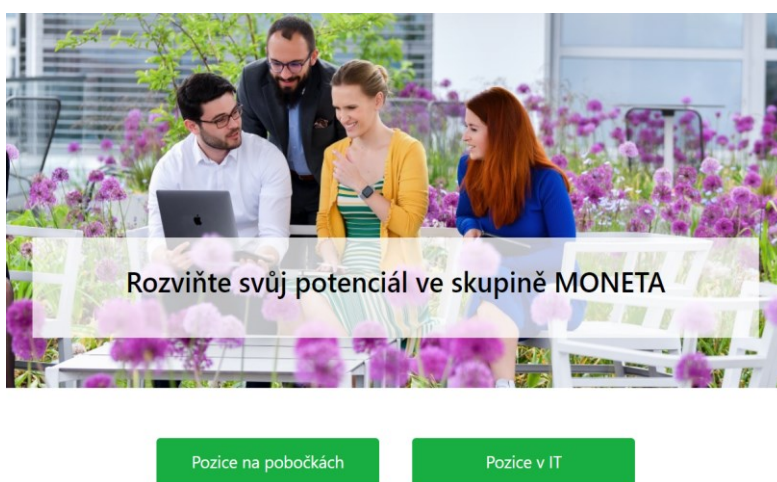 Rozviňte svůj potenciál ve skupině MONETA
Pozice na pobočkách
Pozice v IT